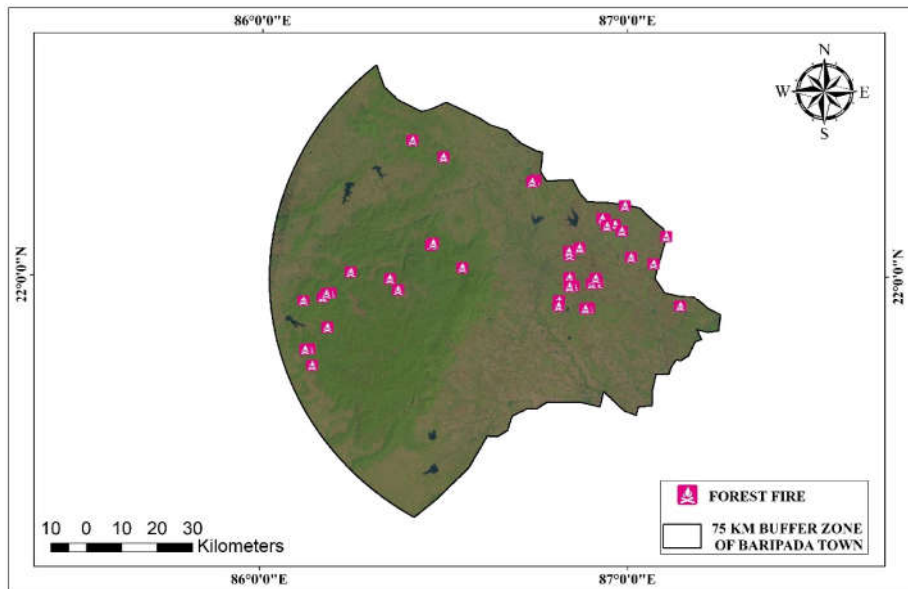 86°0'0"E 87°0'0"E
N
W E
S
22°0'0"N 22°0'0"N
FOREST FIRE
75 KM BUFFER ZONE
OF BARIPADA TOWN
10 0 10 20 30
Kilometers
86°0'0"E 87°0'0"E